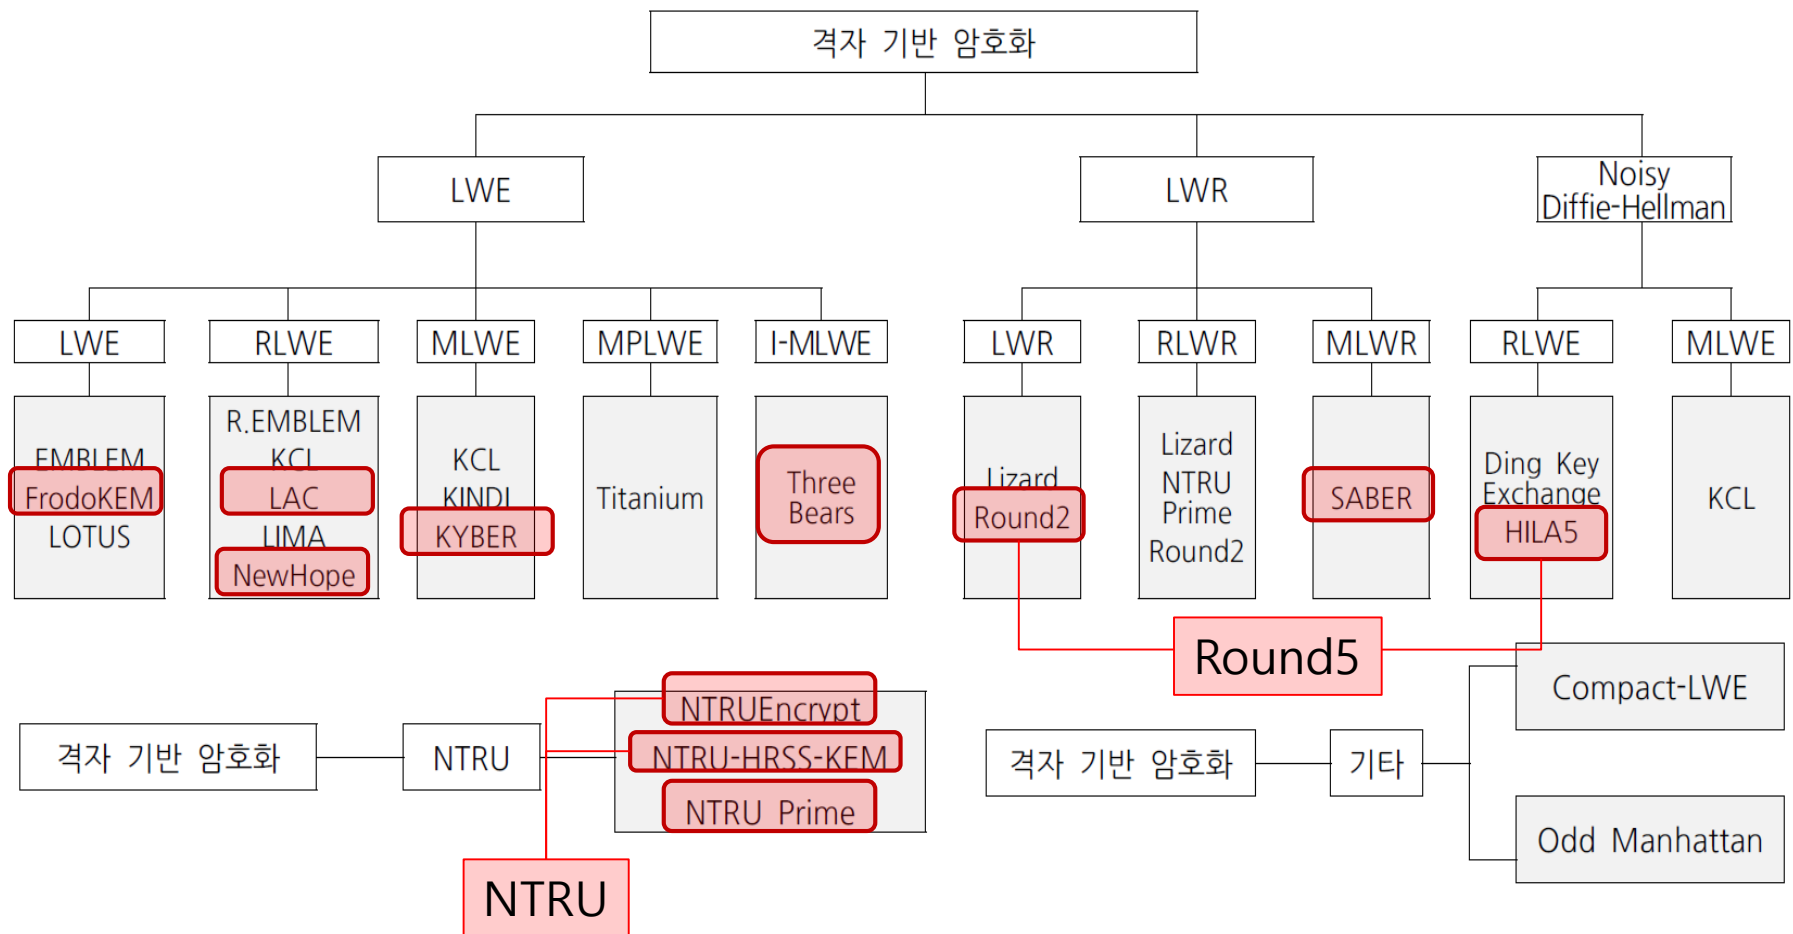 격자 기반 암호화
LWE
LWR
Noisy
Diffie-Hellman
LWE
RLWE
MLWE
MPLWE
I-MLWE
LWR
RLWR
MLWR
RLWE
MLWE
EMBLEM
FrodoKEM
LOTUS
R.EMBLEM
KCL
LAC
LIMA
NewHope
KCL
KINDI
KYBER
Titanium
Three
Bears
Lizard
Round2
Lizard
NTRU
Prime
Round2
SABER
Ding Key
Exchange
HILA5
KCL
Round5
격자 기반 암호화
NTRU
NTRUEncrypt
NTRU-HRSS-KEM
NTRU Prime
NTRU
격자 기반 암호화
기타
Compact-LWE
Odd Manhattan